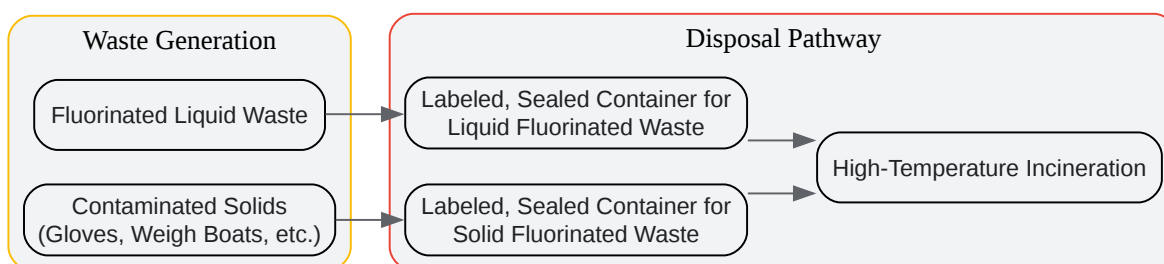 Waste Generation
Fluorinated Liquid Waste
Contaminated Solids
(Gloves, Weigh Boats, etc.)
Disposal Pathway
Labeled, Sealed Container for
Liquid Fluorinated Waste
Labeled, Sealed Container for
Solid Fluorinated Waste
High-Temperature Incineration